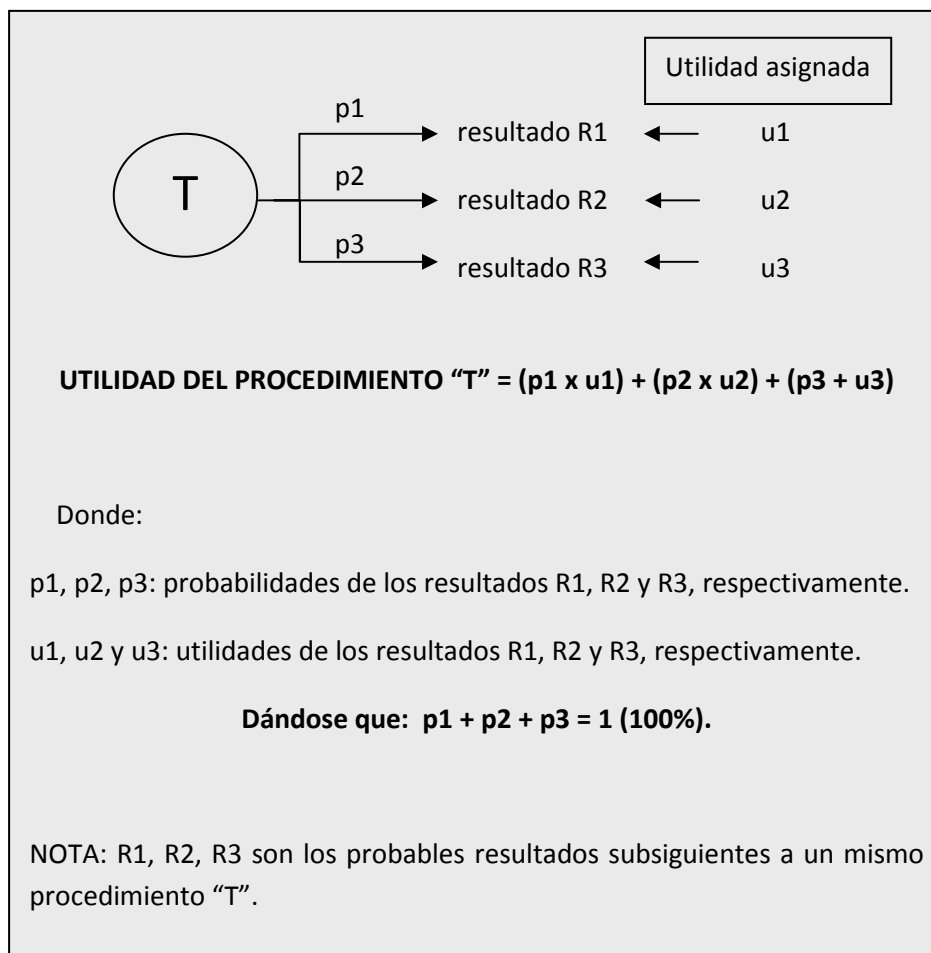 Utilidad asignada
p1
resultado R1
u1
T
p2
resultado R2
u2
p3
resultado R3
u3
UTILIDAD DEL PROCEDIMIENTO “T” = (p1 x u1) + (p2 x u2) + (p3 + u3)
Donde:
p1, p2, p3: probabilidades de los resultados R1, R2 y R3, respectivamente.
u1, u2 y u3: utilidades de los resultados R1, R2 y R3, respectivamente.
Dándose que: p1 + p2 + p3 = 1 (100%).
NOTA: R1, R2, R3 son los probables resultados subsiguientes a un mismo
procedimiento “T”.